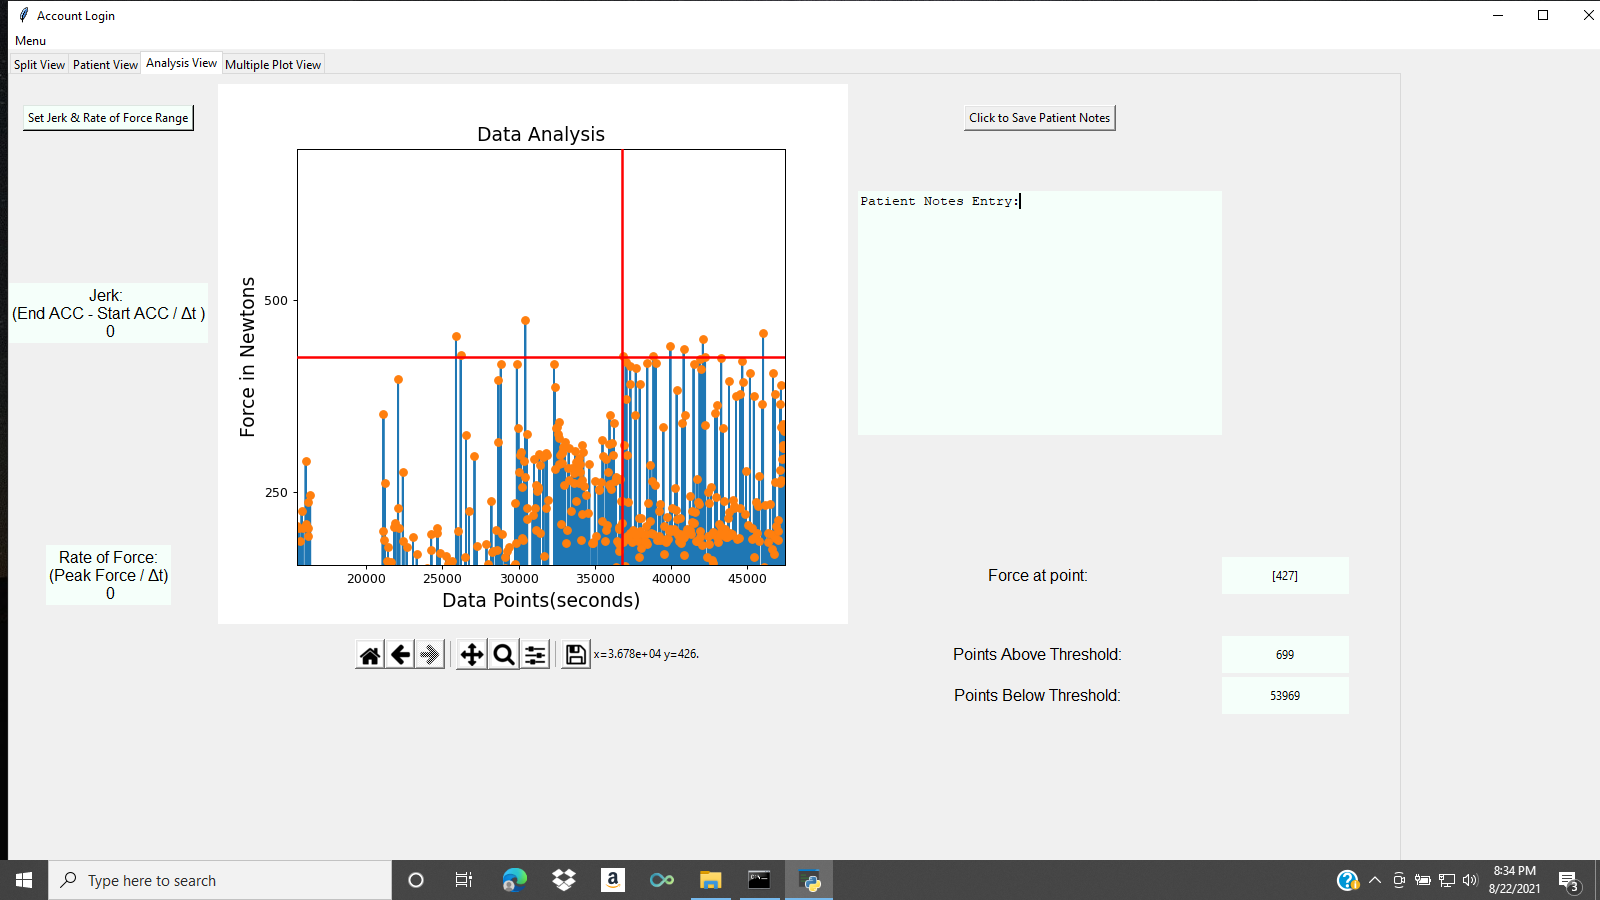 Account Login
Menu
Split View Patient View Analysis View Multiple Plot View
Set Jerk & Rate of Force Range
Click to Save Patient Notes
Data Analysis
Patient Notes Entry:
Jerk:
(End ACC - Start ACC / Δt )
0
Force in Newtons
500
250
Rate of Force:
(Peak Force / Δt)
0
20000 25000 30000 35000 40000 45000
Data Points(seconds)
x=3.678e+04 y=426.
Force at point: [427]
Points Above Threshold: 699
Points Below Threshold: 53969
Type here to search
a
8:34 PM
8/22/2021
3